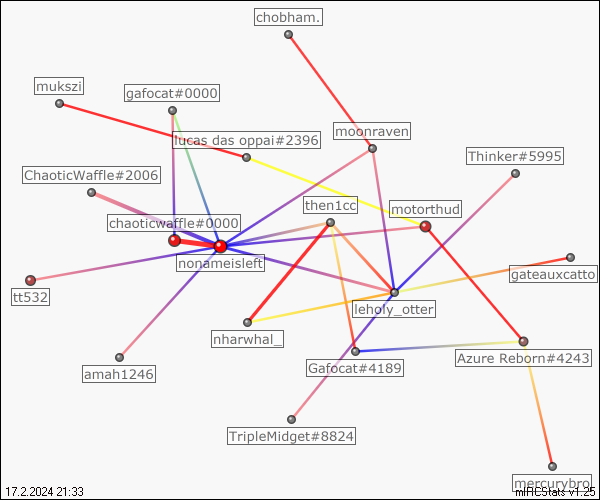 chobham.
mukszi
gafocat#0000
moonraven
lucas das oppai#2396
Thinker#5995
ChaoticWaffle#2006
then1cc
motorthud
chaoticwaffle#0000
nonameisleft
gateauxcatto
tt532
leholy_otter
nharwhal_
Gafocat#4189
Azure Reborn#4243
amah1246
TripleMidget#8824
mercurybro
17.2.2024 21:33
mIRCStats v1.25